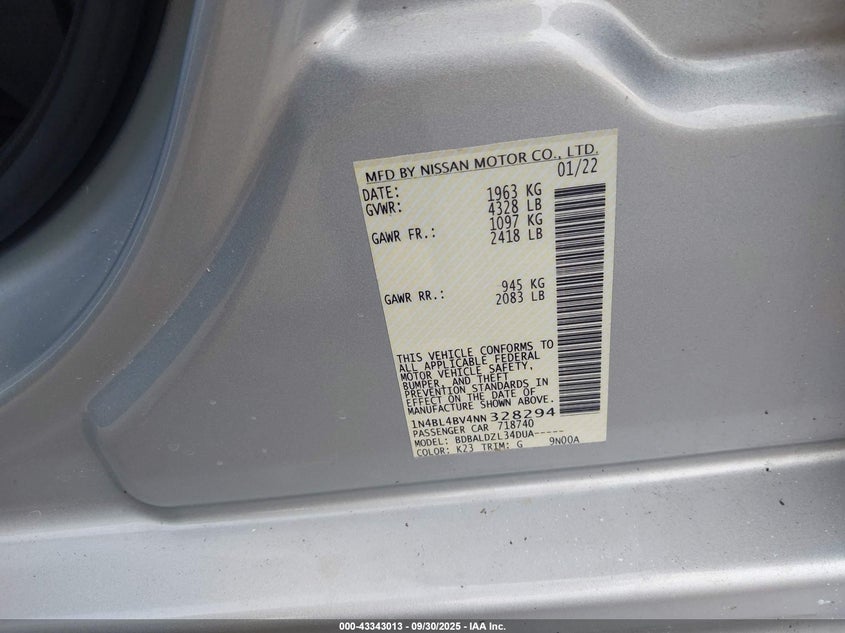 MFD BY NISSAN MOTOR CO., LTD.
DATE: 01/22
GVWR: 1963 KG
4328 LB
GAWR FR.: 1097 KG
2418 LB
GAWR RR.: 945 KG
2083 LB
THIS VEHICLE CONFORMS TO
ALL APPLICABLE FEDERAL
MOTOR VEHICLE SAFETY,
BUMPER, AND THEFT
PREVENTION STANDARDS IN
EFFECT ON THE DATE OF
MANUFACTURE SHOWN ABOVE.
1N4BL4BV4NN328294
PASSENGER CAR 718740
MODEL: BDBALDZL34DUA-----
COLOR: K23 TRIM: G 9N00A
000-43343013 - 09/30/2025 - IAA Inc.